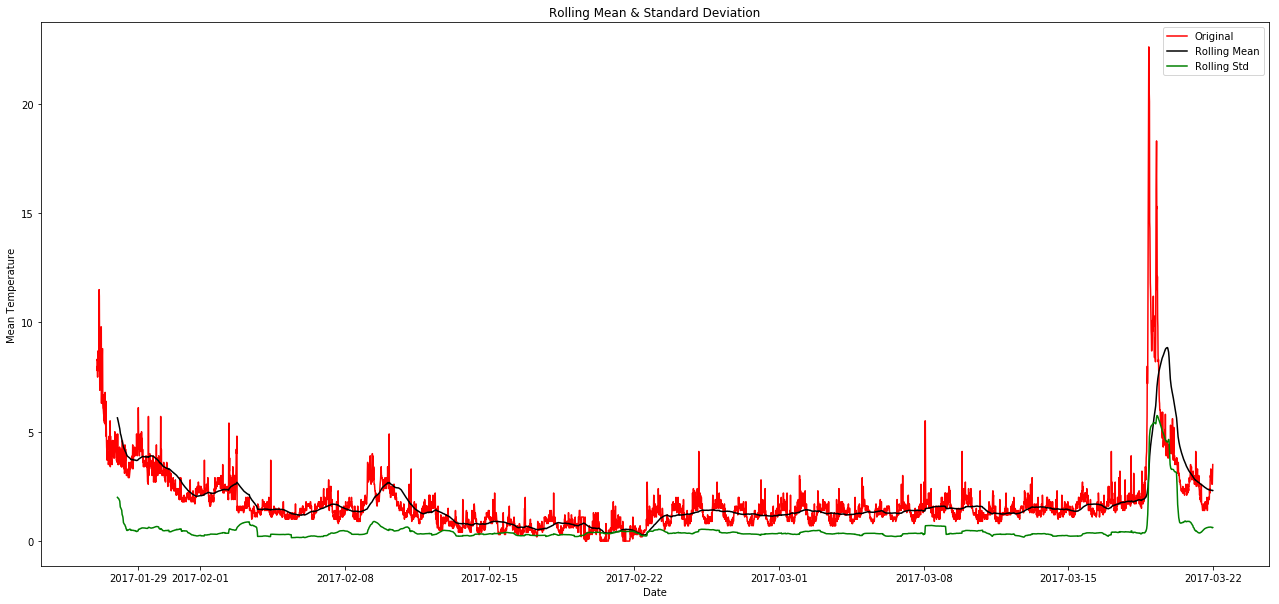 Rolling Mean & Standard Deviation
Original
Rolling Mean
Rolling Std
Mean Temperature
20
15
10
5
0
2017-01-29 2017-02-01 2017-02-08 2017-02-15 2017-02-22 2017-03-01 2017-03-08 2017-03-15 2017-03-22
Date